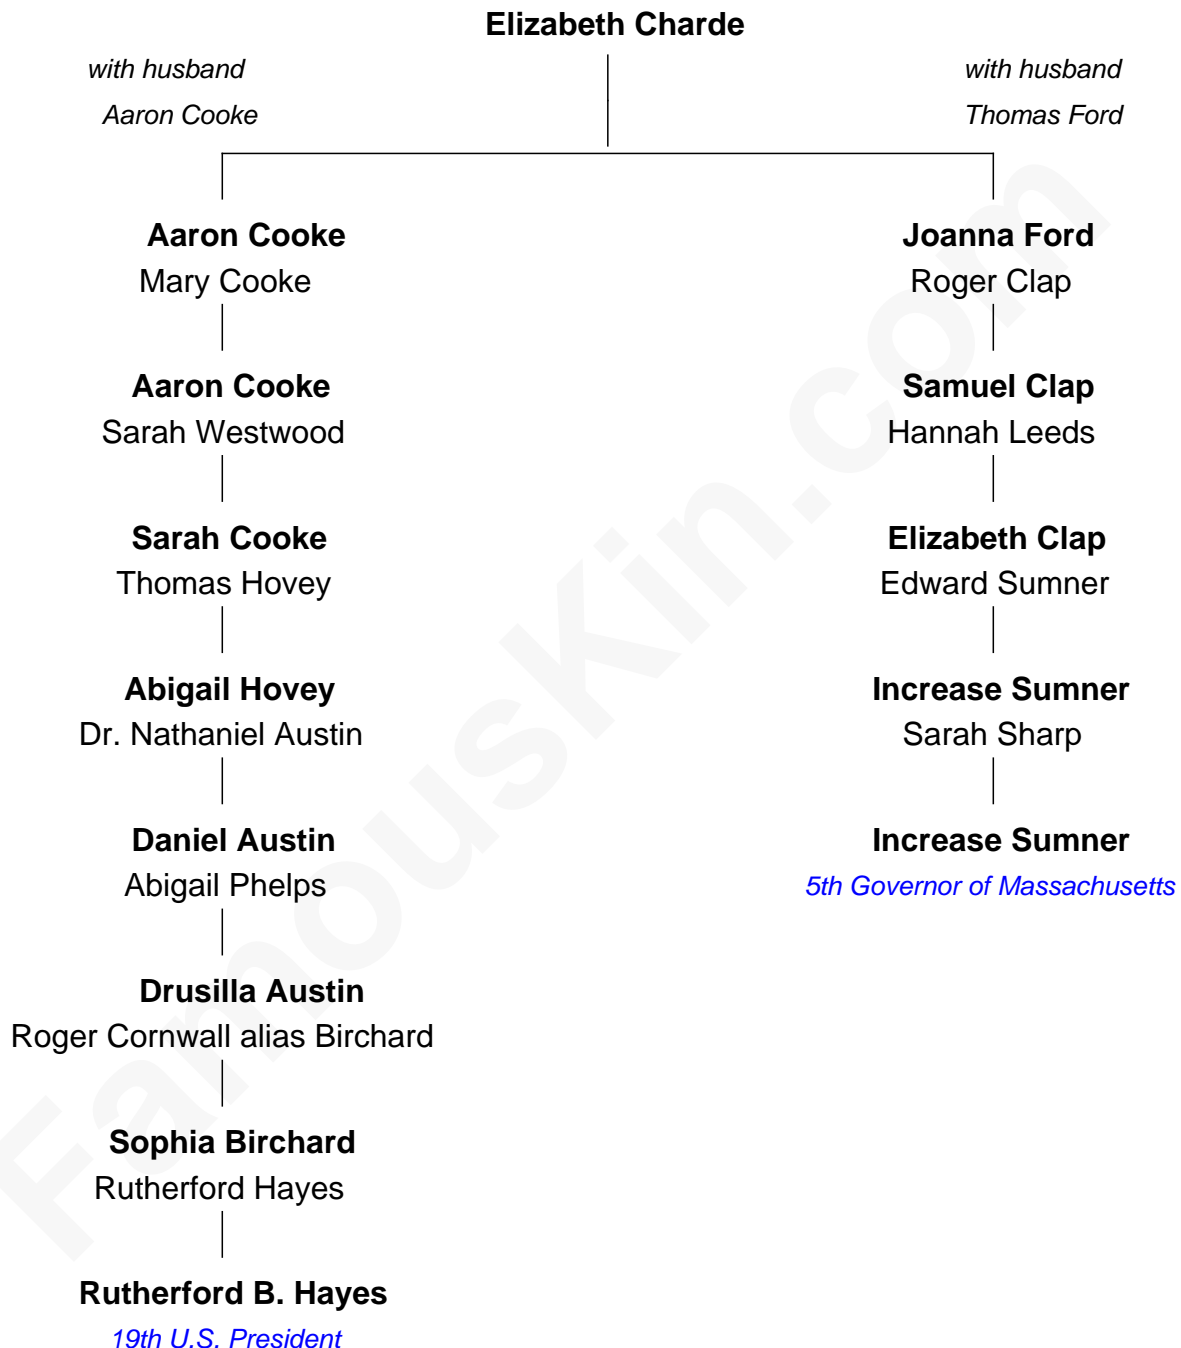 Elizabeth Charde
with husband
Aaron Cooke
with husband
Thomas Ford
Aaron Cooke
Mary Cooke
Joanna Ford
Roger Clap
Aaron Cooke
Sarah Westwood
Samuel Clap
Hannah Leeds
Sarah Cooke
Thomas Hovey
Elizabeth Clap
Edward Sumner
Abigail Hovey
Dr. Nathaniel Austin
Increase Sumner
Sarah Sharp
Daniel Austin
Abigail Phelps
Increase Sumner
5th Governor of Massachusetts
Drusilla Austin
Roger Cornwall alias Birchard
Sophia Birchard
Rutherford Hayes
Rutherford B. Hayes
19th U.S. President
FamousKin.com